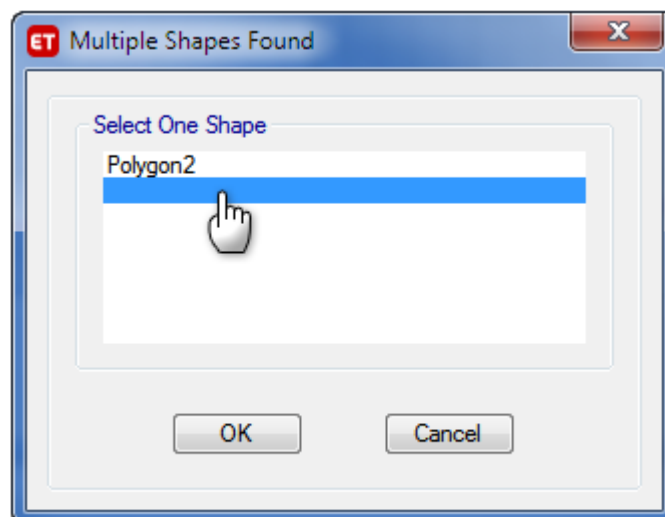 ET Multiple Shapes Found
X
Select One Shape
Polygon2
OK
Cancel